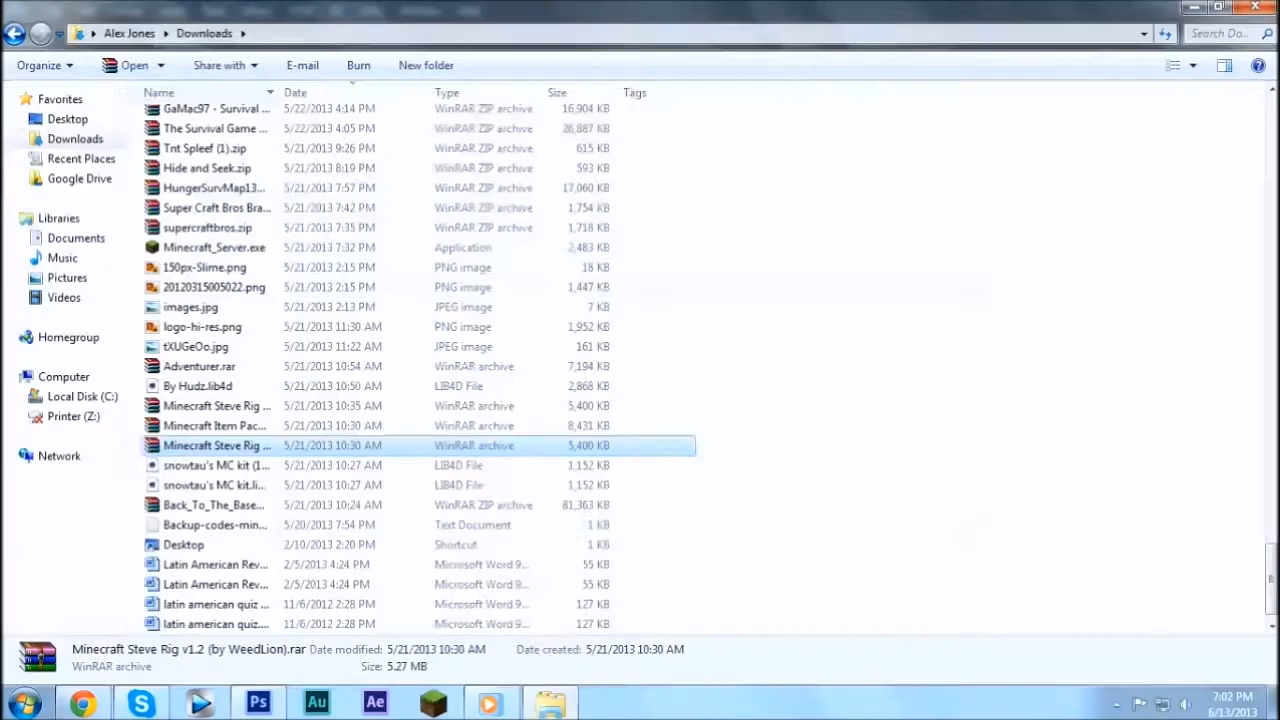 Alex Jones Downloads Search Do...
Organize Open Share with E-mail Burn New folder
Name Date Type Size Tags
Favorites
Desktop
Downloads
Recent Places
Google Drive
Libraries
Documents
Music
Pictures
Videos
Homegroup
Computer
Local Disk (C:)
Printer (Z:)
Network
GaMac97 - Survival ... 5/22/2013 4:14 PM WinRAR ZIP archive 16,904 KB
The Survival Game ... 5/22/2013 4:05 PM WinRAR ZIP archive 26,887 KB
Tnt Spleef (1).zip 5/21/2013 9:26 PM WinRAR ZIP archive 615 KB
Hide and Seek.zip 5/21/2013 8:19 PM WinRAR ZIP archive 593 KB
HungerSurvMap13... 5/21/2013 7:57 PM WinRAR ZIP archive 17,060 KB
Super Craft Bros Bra... 5/21/2013 7:42 PM WinRAR ZIP archive 1,754 KB
supercraftbros.zip 5/21/2013 7:35 PM WinRAR ZIP archive 1,718 KB
Minecraft_Server.exe 5/21/2013 7:32 PM Application 2,483 KB
150px-Slime.png 5/21/2013 2:15 PM PNG image 18 KB
20120315005022.png 5/21/2013 2:15 PM PNG image 1,447 KB
images.jpg 5/21/2013 2:13 PM JPEG image 7 KB
logo-hi-res.png 5/21/2013 11:30 AM PNG image 1,952 KB
tXUGeOo.jpg 5/21/2013 11:22 AM JPEG image 161 KB
Adventurer.rar 5/21/2013 10:54 AM WinRAR archive 7,194 KB
By Hudz.lib4d 5/21/2013 10:50 AM LIB4D File 2,868 KB
Minecraft Steve Rig ... 5/21/2013 10:35 AM WinRAR archive 5,400 KB
Minecraft Item Pac... 5/21/2013 10:30 AM WinRAR archive 8,431 KB
Minecraft Steve Rig ... 5/21/2013 10:30 AM WinRAR archive 5,400 KB
snowtau's MC kit (1... 5/21/2013 10:27 AM LIB4D File 1,152 KB
snowtau's MC kit.li... 5/21/2013 10:27 AM LIB4D File 1,152 KB
Back_To_The_Base... 5/21/2013 10:24 AM WinRAR ZIP archive 81,363 KB
Backup-codes-min... 5/20/2013 7:54 PM Text Document 1 KB
Desktop 2/10/2013 2:20 PM Shortcut 1 KB
Latin American Rev... 2/5/2013 4:24 PM Microsoft Word 9... 55 KB
Latin American Rev... 2/5/2013 4:24 PM Microsoft Word 9... 55 KB
latin american quiz ... 11/6/2012 2:28 PM Microsoft Word 9... 127 KB
latin american quiz.... 11/6/2012 2:28 PM Microsoft Word 9... 127 KB
Minecraft Steve Rig v1.2 (by WeedLion).rar Date modified: 5/21/2013 10:30 AM Date created: 5/21/2013 10:30 AM
WinRAR archive Size: 5.27 MB
Ps Au Ae 7:02 PM
6/13/2013